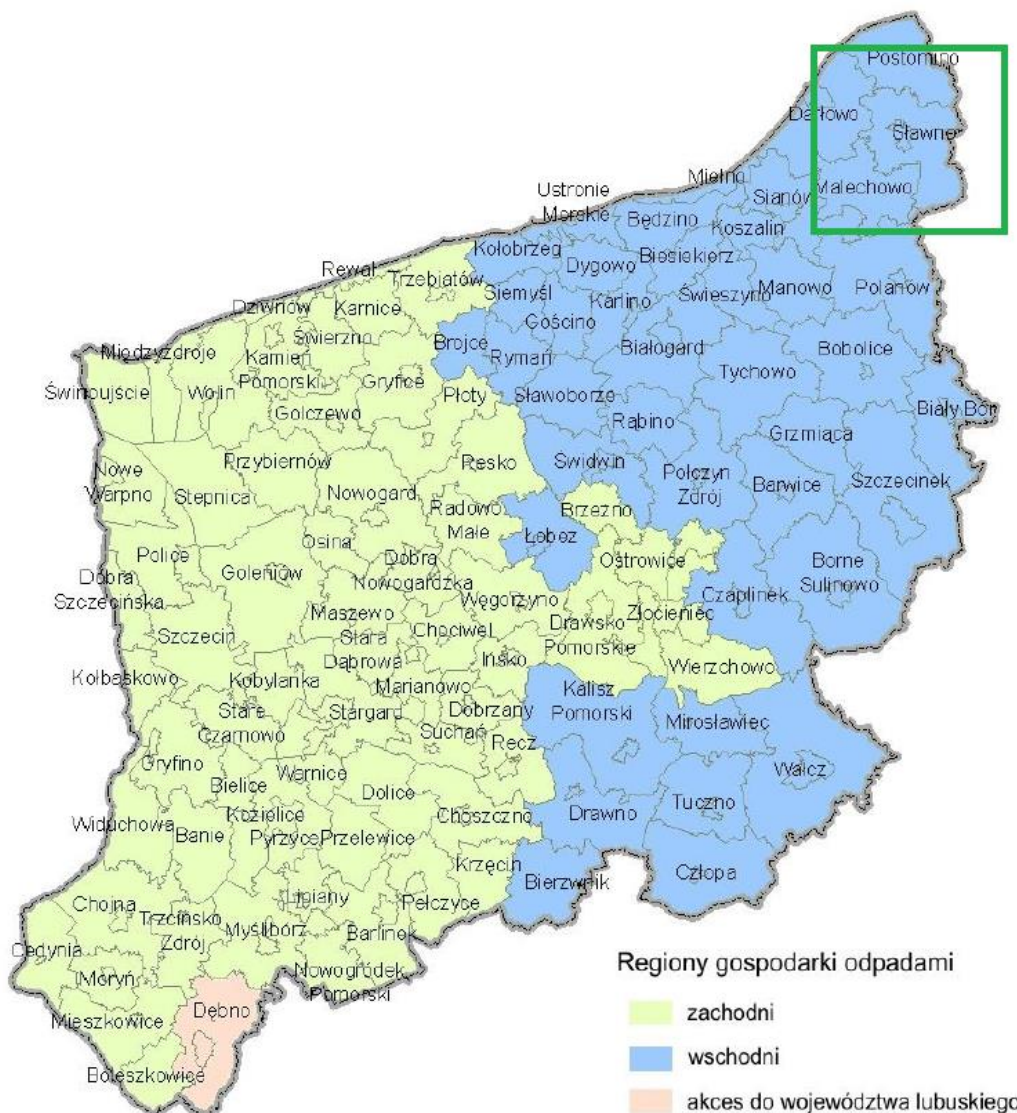 Postomino
Darłowo
Sławno
Malechowo
Mielno
Sianów
Ustronie
Morskie
Będzino
Koszalin
Kołobrzeg
Dygowo
Biesiekierz
Rewal
Trzebiatów
Siemyśl
Karlino
Świeszyno
Manowo
Polanów
Dziwnów
Karnice
Gościno
Świerzno
Brojce
Rymań
Białogard
Bobolice
Międzyzdroje
Kamień
Pomorski
Gryfice
Tychowo
Świnoujście
Wolin
Płoty
Sławoborze
Biały Bór
Golczewo
Rąbino
Grzmiąca
Przybiernów
Resko
Świdwin
Połczyn
Zdrój
Barwice
Szczecinek
Nowe
Warpno
Stepnica
Nowogard
Radowo
Małe
Brzeżno
Łobez
Osina
Police
Goleniów
Dobra
Nowogardzka
Ostrowice
Borne
Sulinowo
Dobra
Szczecińska
Węgorzyno
Czaplinek
Maszewo
Drawsko
Pomorskie
Złocieniec
Szczecin
Stara
Dąbrowa
Chociwel
Ińsko
Wierzchowo
Kołbaskowo
Kobylanka
Marianowo
Kalisz
Pomorski
Stare
Czarnowo
Stargard
Dobrzany
Mirosławiec
Suchań
Recz
Gryfino
Warnice
Wałcz
Bielice
Dolice
Tuczno
Widuchowa
Banie
Kozielice
Pyrzyce
Przelewice
Choszczno
Drawno
Krzęcin
Bierzwnik
Człopa
Chojna
Lipiany
Pełczyce
Trzcińsko
Zdrój
Myślibórz
Barlinek
Cedynia
Moryń
Nowogródek
Pomorski
Dębno
Mieszkowice
Boleszkowice
Regiony gospodarki odpadami
zachodni
wschodni
akces do województwa lubuskiego